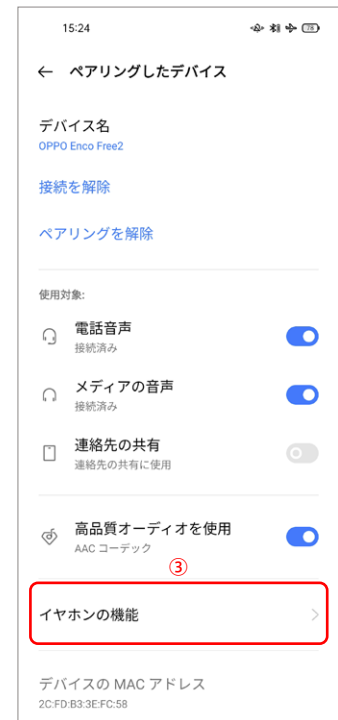 15:24
78
ペアリングしたデバイス
デバイス名
OPPO Enco Free2
接続を解除
ペアリングを解除
使用対象:
電話音声
接続済み
メディアの音声
接続済み
連絡先の共有
連絡先の共有に使用
高品質オーディオを使用
AAC コーデック
③
イヤホンの機能
デバイスの MAC アドレス
2C:FD:B3:3E:FC:58